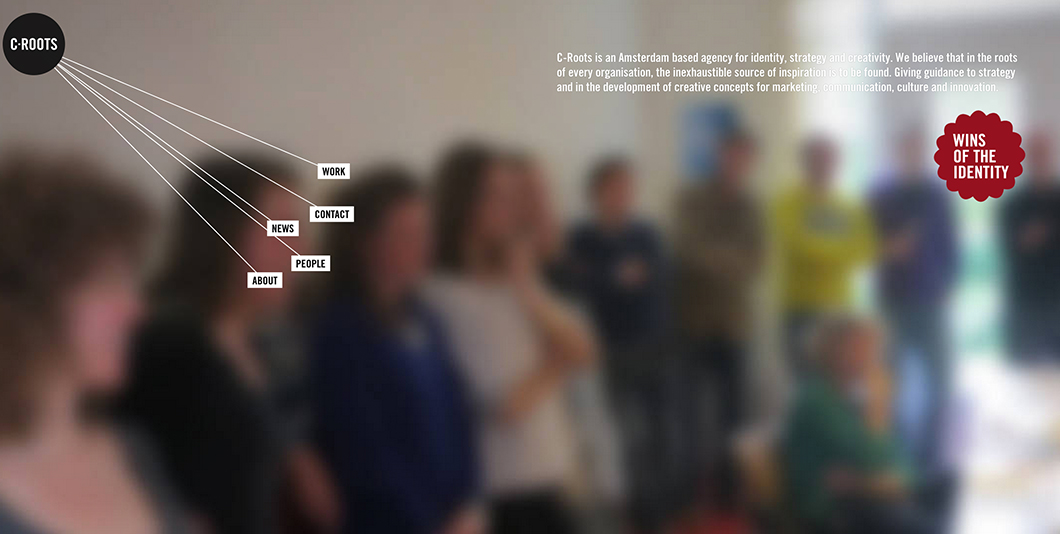 C·ROOTS
C-Roots is an Amsterdam based agency for identity, strategy and creativity. We believe that in the roots
of every organisation, the inexhaustible source of inspiration is to be found. Giving guidance to strategy
and in the development of creative concepts for marketing, communication, culture and innovation.
WINS
OF THE
IDENTITY
WORK
CONTACT
NEWS
PEOPLE
ABOUT